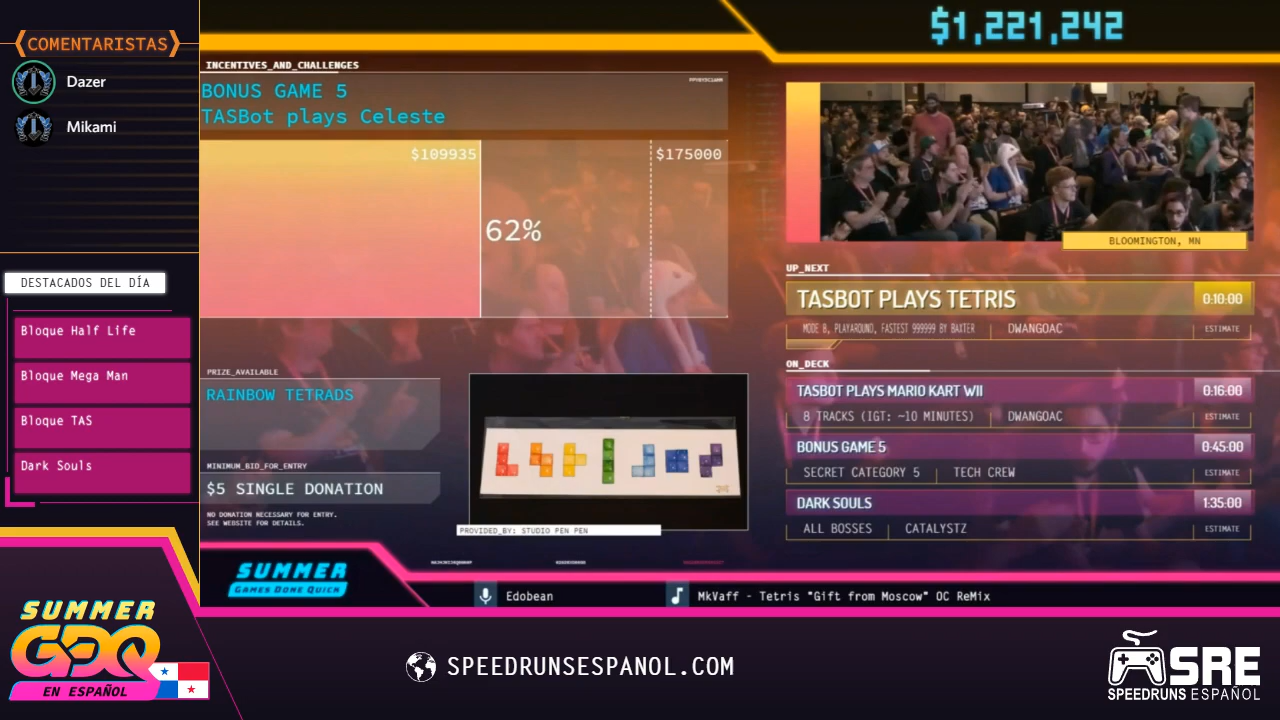 COMENTARISTAS
Dazer
Mikami
DESTACADOS DEL DÍA
Bloque Half Life
Bloque Mega Man
Bloque TAS
Dark Souls
SUMMER
GDQ
EN ESPAÑOL
INCENTIVES_AND_CHALLENGES
BONUS GAME 5
TASBot plays Celeste
$109935
$175000
62%
PRIZE_AVAILABLE
RAINBOW TETRADS
MINIMUM_BID_FOR_ENTRY
$5 SINGLE DONATION
NO DONATION NECESSARY FOR ENTRY.
SEE WEBSITE FOR DETAILS.
PROVIDED_BY: STUDIO PEN PEN
$1,221,242
BLOOMINGTON, MN
UP_NEXT
TASBOT PLAYS TETRIS
0:10:00
MODE B, PLAYAROUND, FASTEST 999999 BY BAXTER
DWANGOAC
ESTIMATE
ON_DECK
TASBOT PLAYS MARIO KART WII
0:16:00
8 TRACKS (IGT: ~10 MINUTES)
DWANGOAC
ESTIMATE
BONUS GAME 5
0:45:00
SECRET CATEGORY 5
TECH CREW
ESTIMATE
DARK SOULS
1:35:00
ALL BOSSES
CATALYSTZ
ESTIMATE
SUMMER
GAMES DONE QUICK
Edobean
MkVaff - Tetris "Gift from Moscow" OC ReMix
SPEEDRUNSESPANOL.COM
SRE
SPEEDRUNS ESPAÑOL